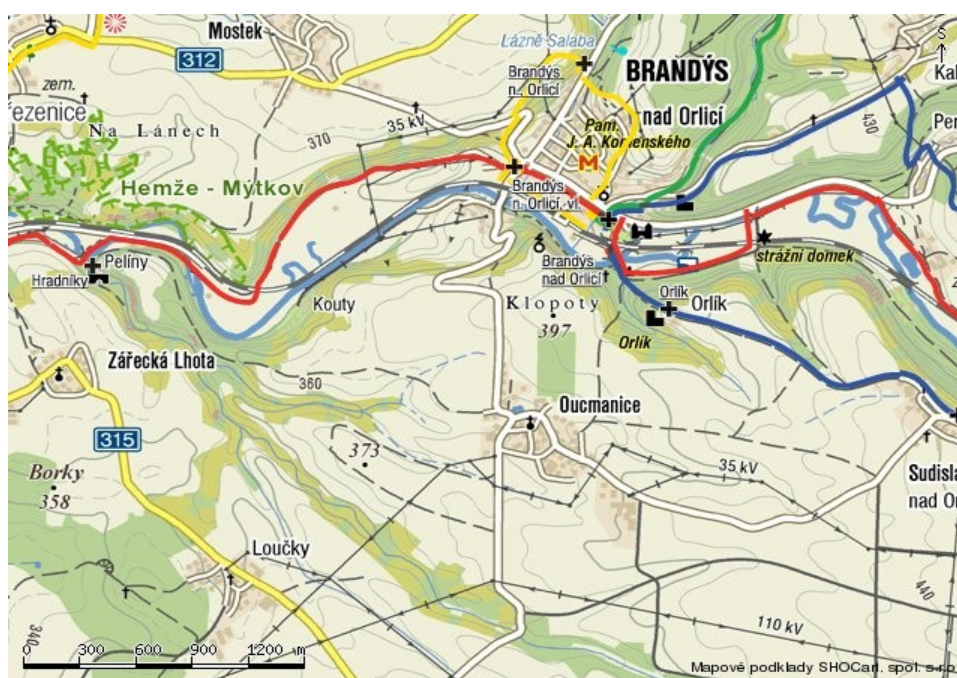 Mostek
312
Lázně Salaba
S
Brandýs
n. Orlicí
BRANDÝS
nad Orlicí
zem.
Na Lánech
370
35 kV
Pam.
J. A. Komenského
M
430
Hemže - Mýtkov
Brandýs
n. Orlicí, vl.
Pelíny
Hradníky
Brandýs
nad Orlicí
strážní domek
Kouty
Klopoty
397
Orlík
Orlík
Orlík
Zářecká Lhota
360
Oucmanice
315
373
35 kV
Borky
358
Sudisla
nad Or
Loučky
440
340
110 kV
0 300 600 900 1200 m
Mapové podklady SHOCart, spol. s r.o.